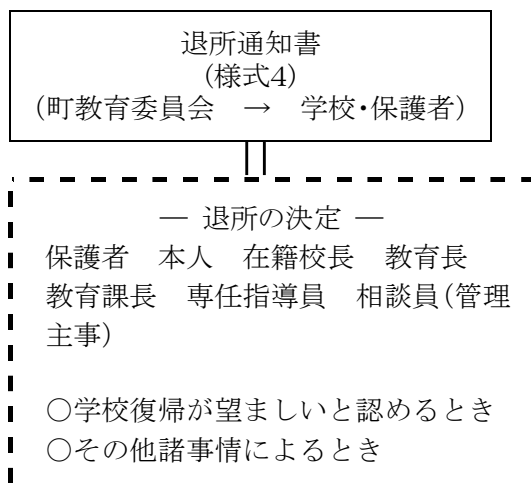 退所通知書
(様式4)
(町教育委員会　→　学校・保護者)
― 退所の決定 ―
保護者　本人　在籍校長　教育長
教育課長　専任指導員　相談員(管理
主事)
○学校復帰が望ましいと認めるとき
○その他諸事情によるとき